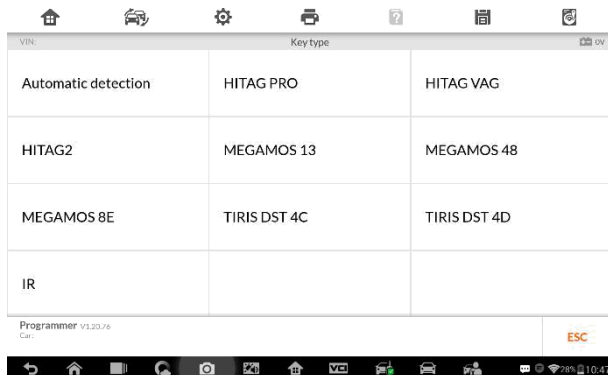 VIN:
Key type
0V
Automatic detection
HITAG PRO
HITAG VAG
HITAG2
MEGAMOS 13
MEGAMOS 48
MEGAMOS 8E
TIRIS DST 4C
TIRIS DST 4D
IR
Programmer V1.20.76
Car:
ESC
VCI
28%
10:47